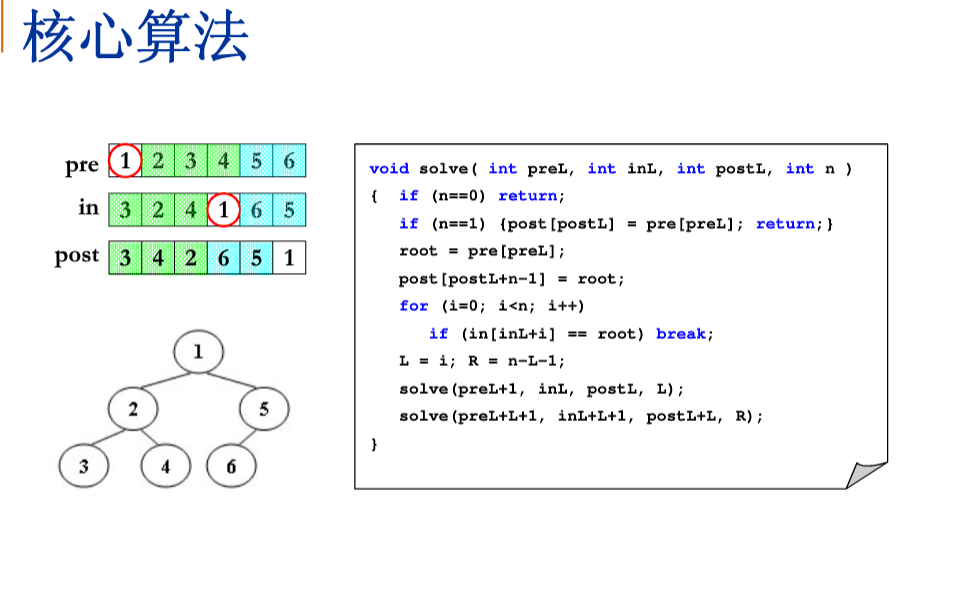 核心算法
pre 1 2 3 4 5 6
in 3 2 4 1 6 5
post 3 4 2 6 5 1
1
2 5
3 4 6
void solve( int preL, int inL, int postL, int n )
{ if (n==0) return;
if (n==1) {post[postL] = pre[preL]; return;}
root = pre[preL];
post[postL+n-1] = root;
for (i=0; i<n; i++)
if (in[inL+i] == root) break;
L = i; R = n-L-1;
solve(preL+1, inL, postL, L);
solve(preL+L+1, inL+L+1, postL+L, R);
}